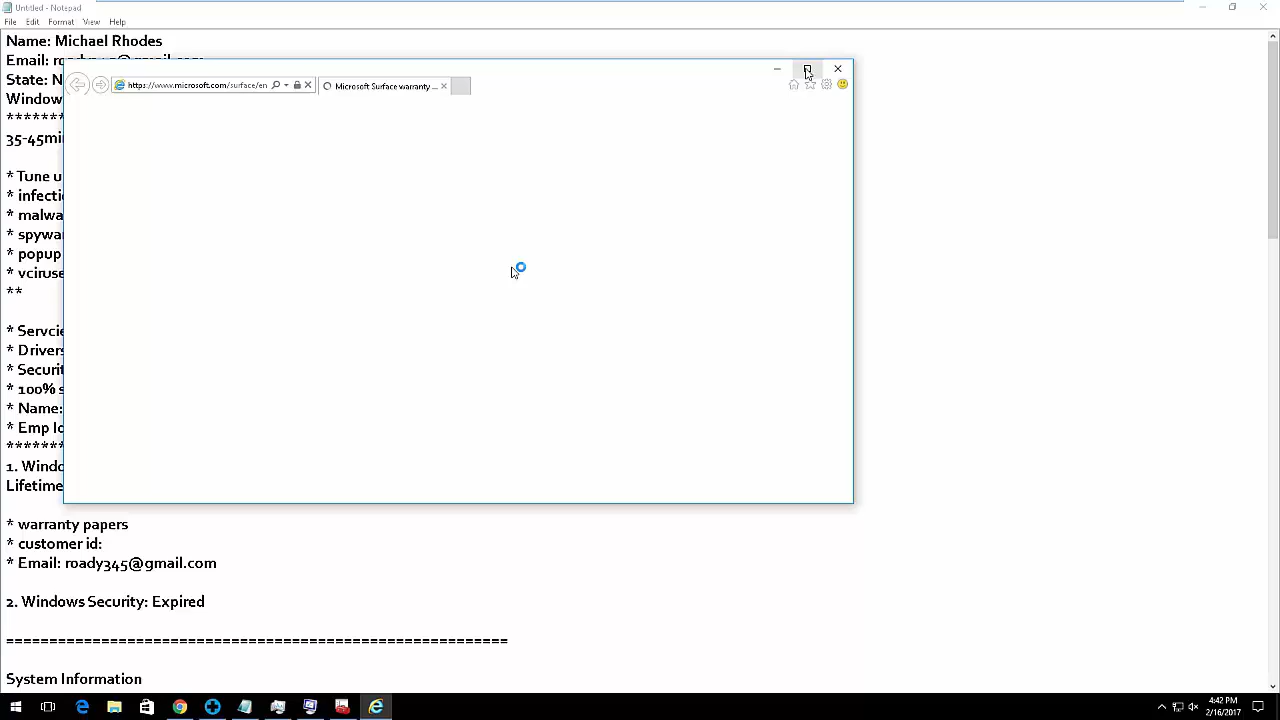 Untitled - Notepad
File Edit Format View Help
Name: Michael Rhodes
Email:
State: N
Window
*******
35-45mi
* Tune u
* infecti
* malwa
* spywa
* popup
* vciruse
**
* Servcie
* Driver
* Securit
* 100% s
* Name:
* Emp Id
*******
1. Windo
Lifetime
* warranty papers
* customer id:
* Email: roady345@gmail.com
2. Windows Security: Expired
==========================================================
System Information
https://www.microsoft.com/surface/en
Microsoft Surface warranty ...
4:42 PM
2/16/2017